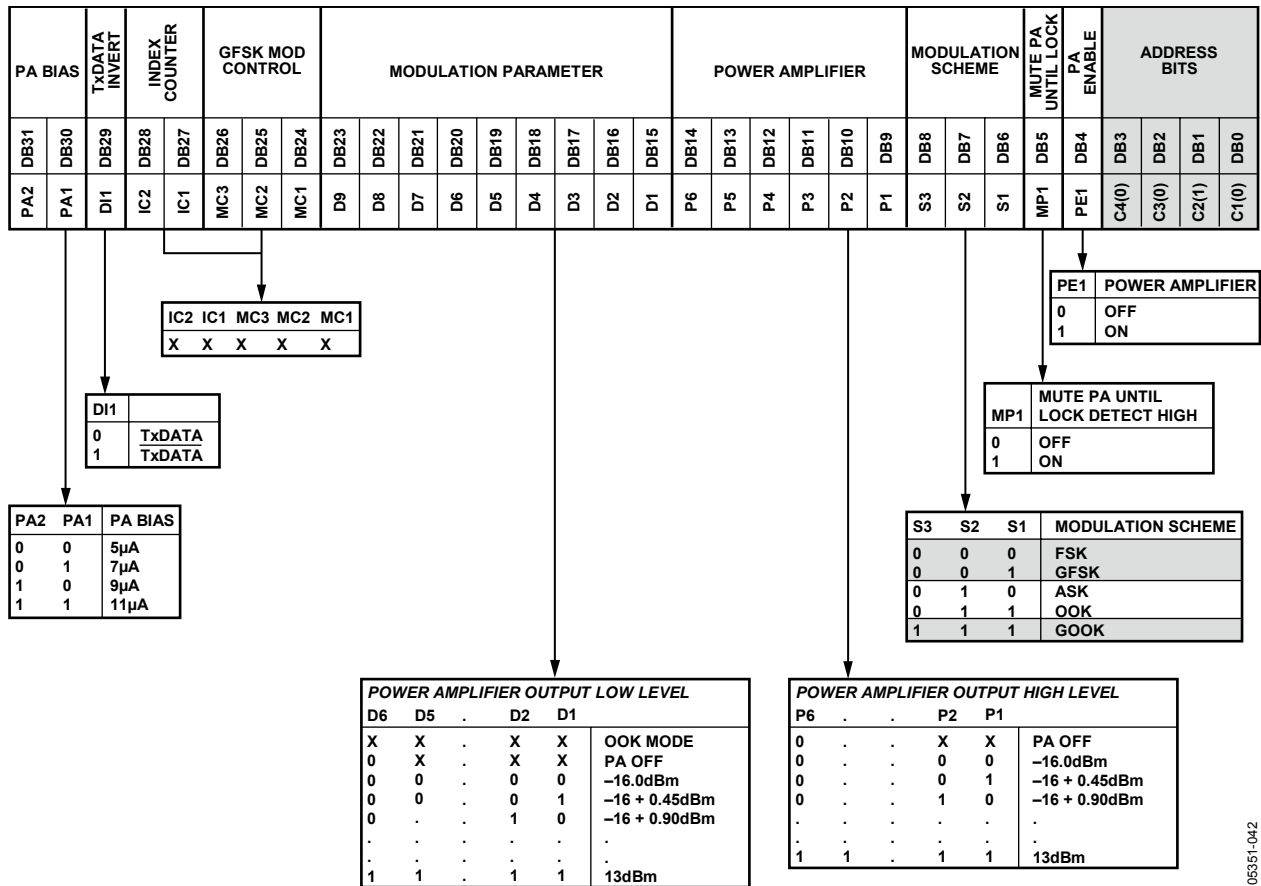 PA BIAS
TxDATA
INVERT
INDEX
COUNTER
GFSK MOD
CONTROL
MODULATION PARAMETER
POWER AMPLIFIER
MODULATION
SCHEME
MUTE PA
UNTIL LOCK
PA
ENABLE
ADDRESS
BITS
DB31 DB30 DB29 DB28 DB27 DB26 DB25 DB24 DB23 DB22 DB21 DB20 DB19 DB18 DB17 DB16 DB15 DB14 DB13 DB12 DB11 DB10 DB9 DB8 DB7 DB6 DB5 DB4 DB3 DB2 DB1 DB0
PA2 PA1 DI1 IC2 IC1 MC3 MC2 MC1 D9 D8 D7 D6 D5 D4 D3 D2 D1 P6 P5 P4 P3 P2 P1 S3 S2 S1 MP1 PE1 C4(0) C3(0) C2(1) C1(0)
PE1 POWER AMPLIFIER
0 OFF
1 ON
IC2 IC1 MC3 MC2 MC1
X X X X X
DI1
0 TxDATA
1 TxDATA
MP1 MUTE PA UNTIL
LOCK DETECT HIGH
0 OFF
1 ON
PA2 PA1 PA BIAS
0 0 5µA
0 1 7µA
1 0 9µA
1 1 11µA
S3 S2 S1 MODULATION SCHEME
0 0 0 FSK
0 0 1 GFSK
0 1 0 ASK
0 1 1 OOK
1 1 1 GOOK
POWER AMPLIFIER OUTPUT LOW LEVEL
D6 D5 . D2 D1
X X . X X OOK MODE
0 X . X X PA OFF
0 0 . 0 0 –16.0dBm
0 0 . 0 1 –16 + 0.45dBm
0 . . 1 0 –16 + 0.90dBm
. . . . . .
. . . . . .
1 1 . 1 1 13dBm
POWER AMPLIFIER OUTPUT HIGH LEVEL
P6 . . P2 P1
0 . . X X PA OFF
0 . . 0 0 –16.0dBm
0 . . 0 1 –16 + 0.45dBm
0 . . 1 0 –16 + 0.90dBm
. . . . . .
. . . . . .
1 1 . 1 1 13dBm
05351-042